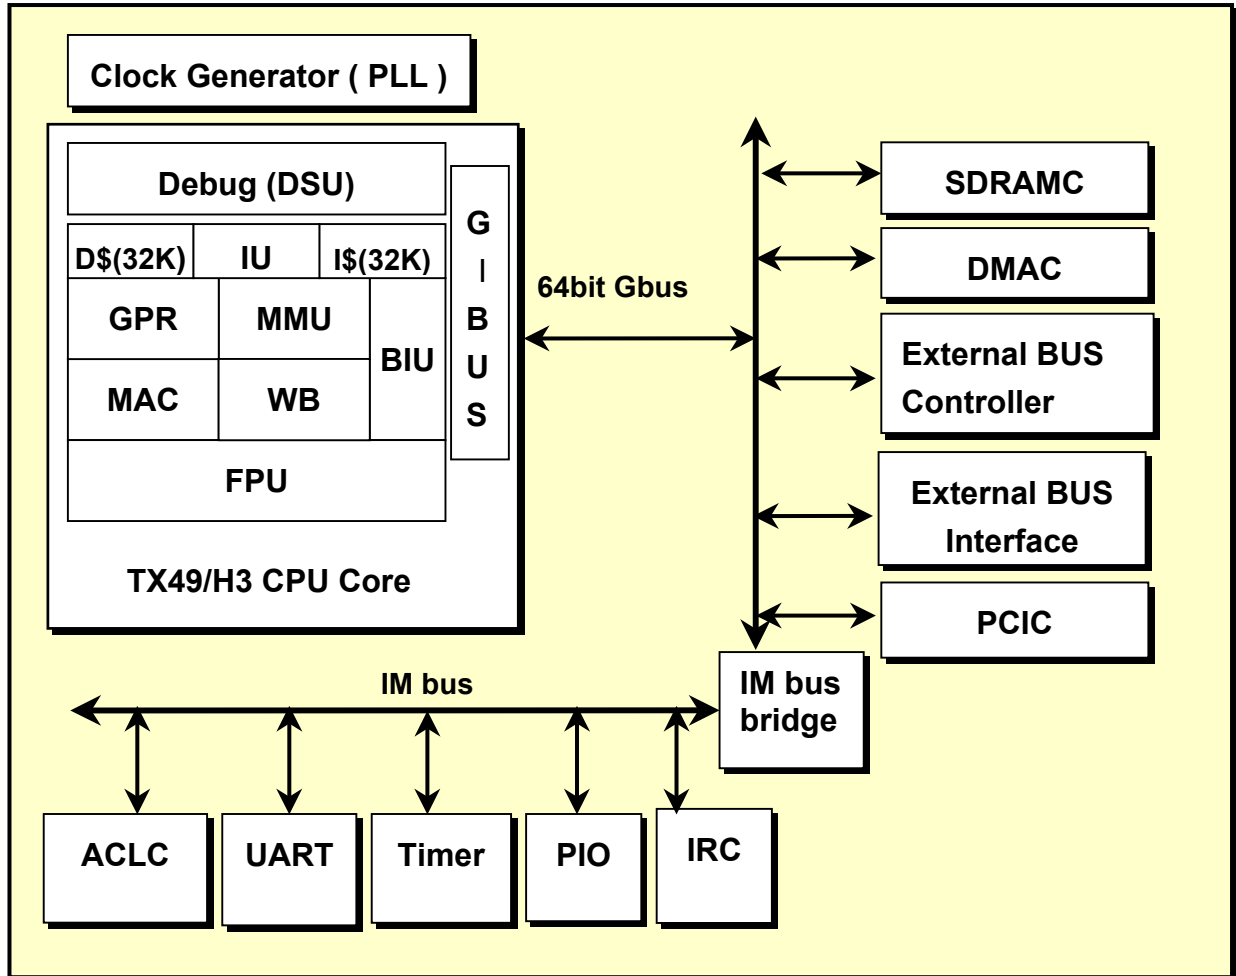 Clock Generator ( PLL )
Debug (DSU)
D$(32K)
IU
I$(32K)
GPR
MMU
BIU
MAC
WB
FPU
G
I
B
U
S
TX49/H3 CPU Core
64bit Gbus
SDRAMC
DMAC
External BUS
Controller
External BUS
Interface
PCIC
IM bus
bridge
IM bus
ACLC
UART
Timer
PIO
IRC